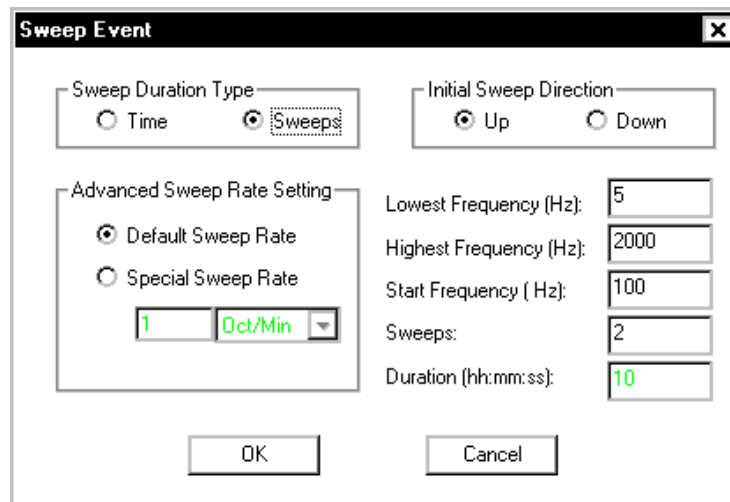 Sweep Event
Sweep Duration Type
Time Sweeps
Initial Sweep Direction
Up Down
Advanced Sweep Rate Setting
Default Sweep Rate
Special Sweep Rate
1 Oct/Min
Lowest Frequency (Hz): 5
Highest Frequency (Hz): 2000
Start Frequency ( Hz): 100
Sweeps: 2
Duration (hh:mm:ss): 10
OK Cancel